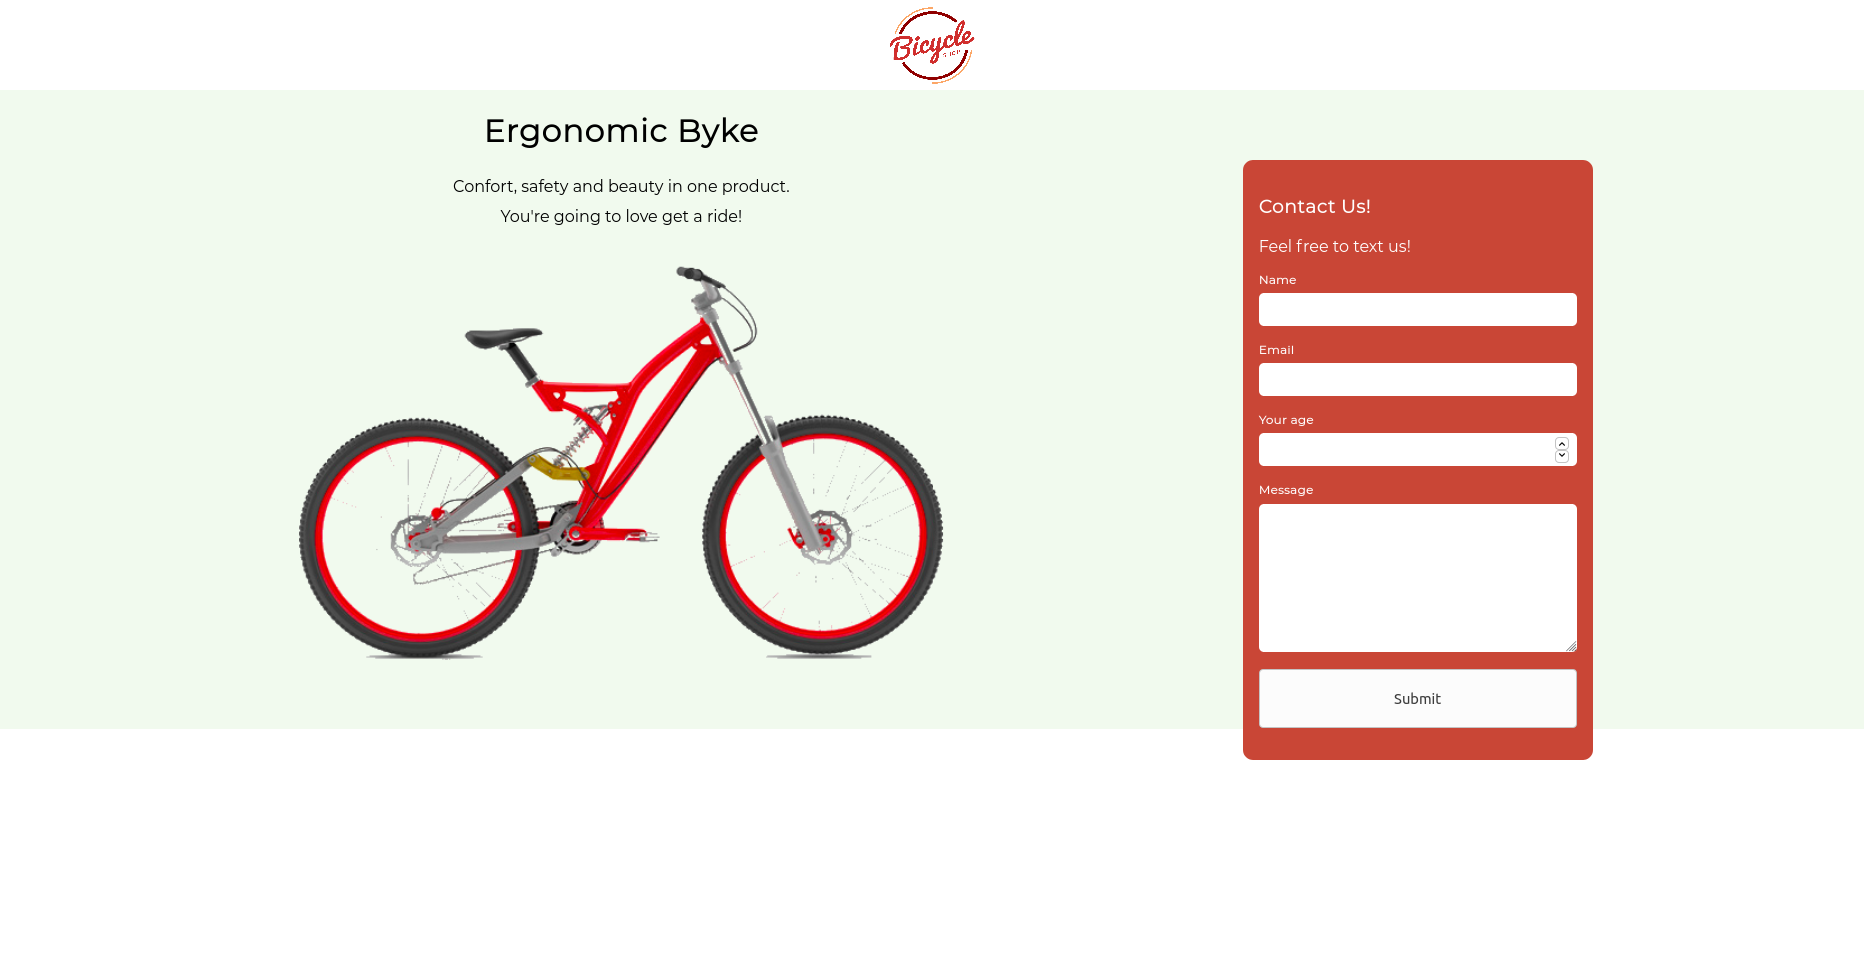 Bicycle
SHOP
Ergonomic Byke
Confort, safety and beauty in one product.
You're going to love get a ride!
Contact Us!
Feel free to text us!
Name
Email
Your age
Message
Submit